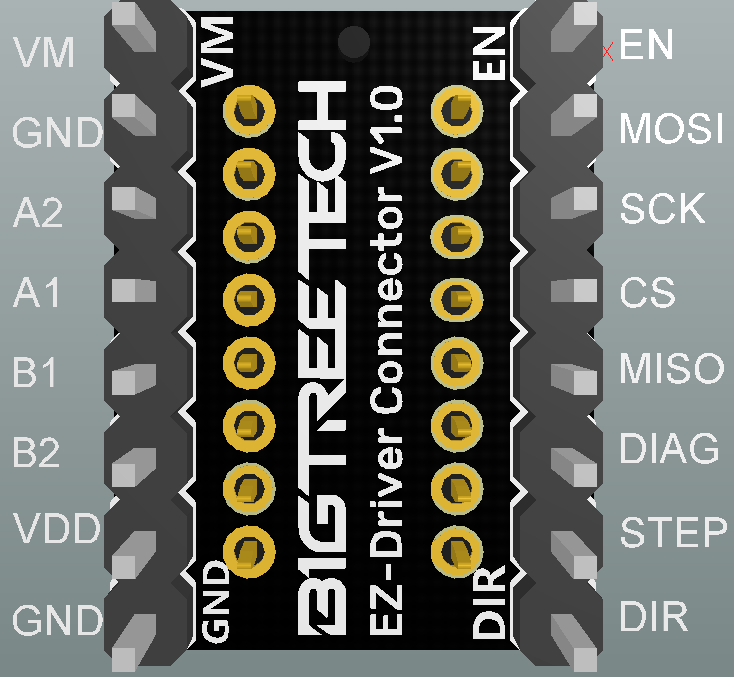 VM
GND
A2
A1
B1
B2
VDD
GND
VM
GND
BIGTREETECH
EZ-Driver Connector V1.0
EN
DIR
EN
MOSI
SCK
CS
MISO
DIAG
STEP
DIR